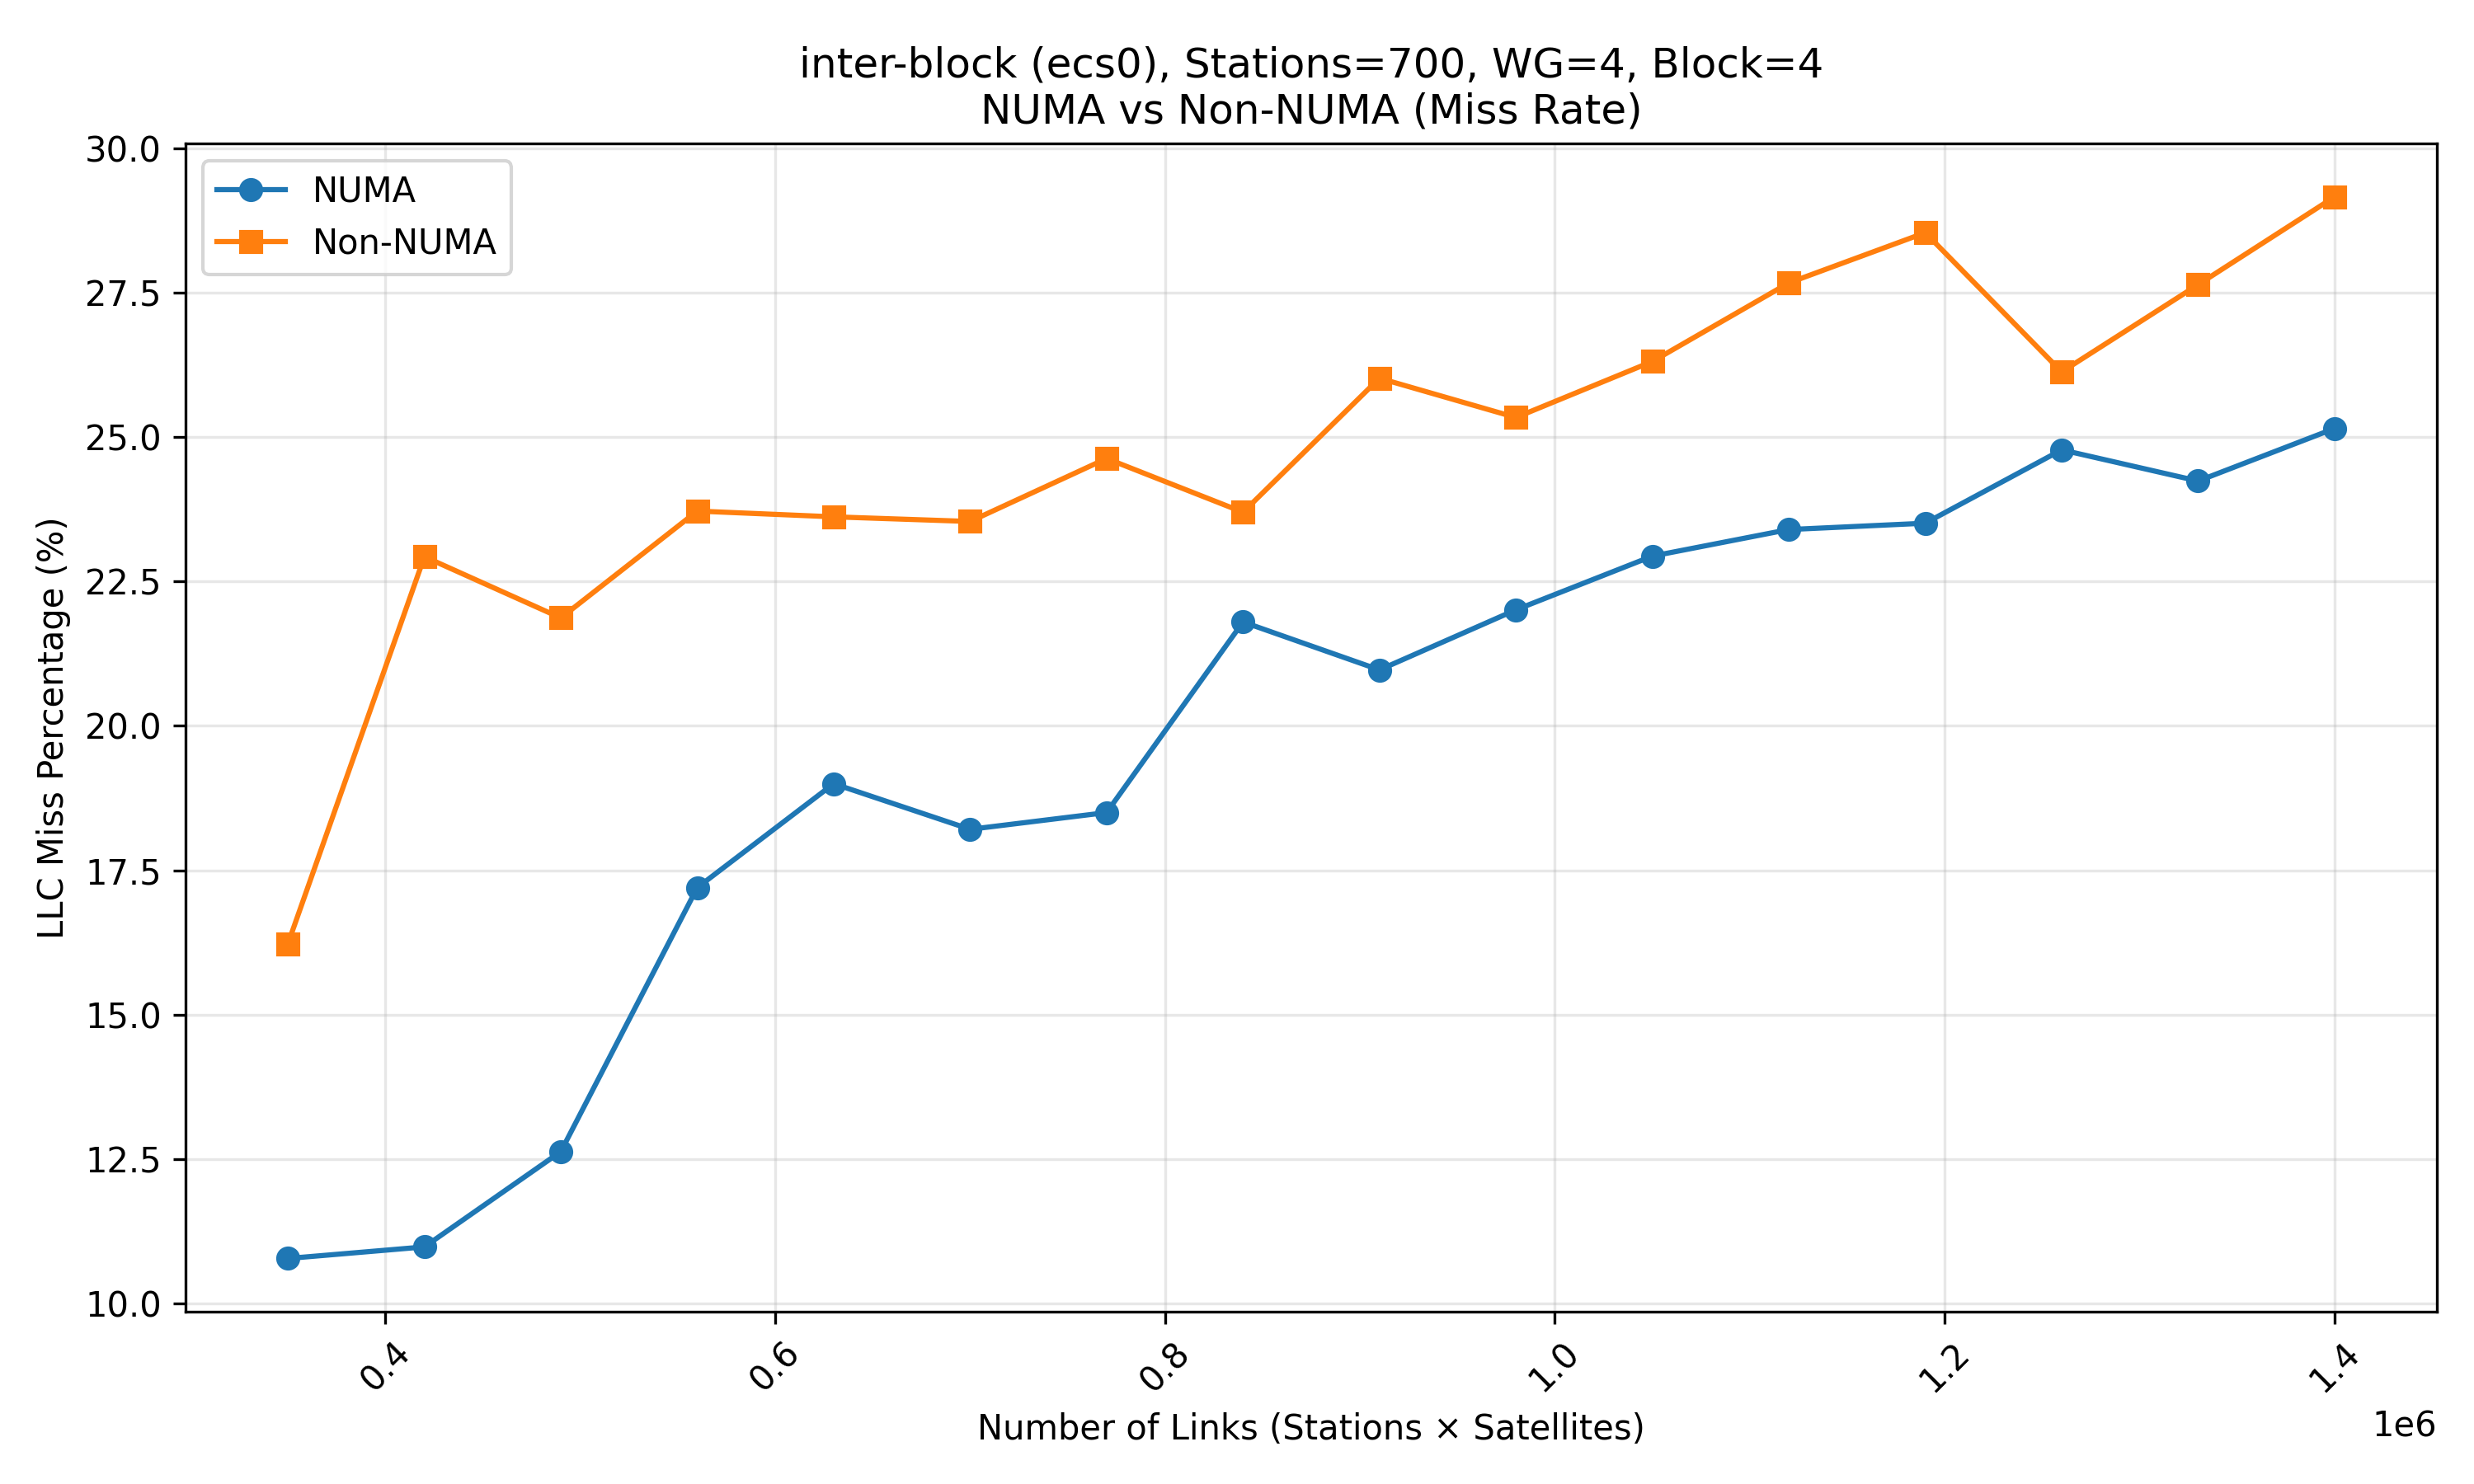 inter-block (ecs0), Stations=700, WG=4, Block=4
NUMA vs Non-NUMA (Miss Rate)
NUMA
Non-NUMA
LLC Miss Percentage (%)
30.0
27.5
25.0
22.5
20.0
17.5
15.0
12.5
10.0
0.4
0.6
0.8
1.0
1.2
1.4
1e6
Number of Links (Stations × Satellites)